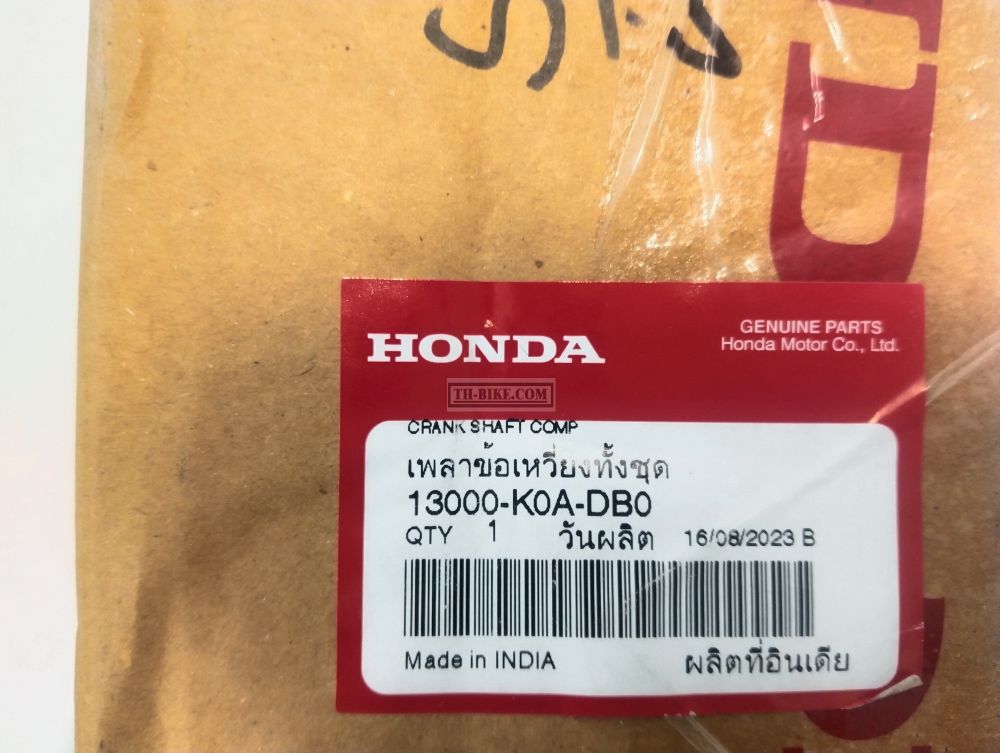 HONDA
GENUINE PARTS
Honda Motor Co., Ltd.
TH-BIKE.COM
CRANK SHAFT COMP
เพลาข้อเหวี่ยงทั้งชุด
13000-K0A-DB0
QTY 1 วันผลิต 16/08/2023 B
Made in INDIA ผลิตที่อินเดีย